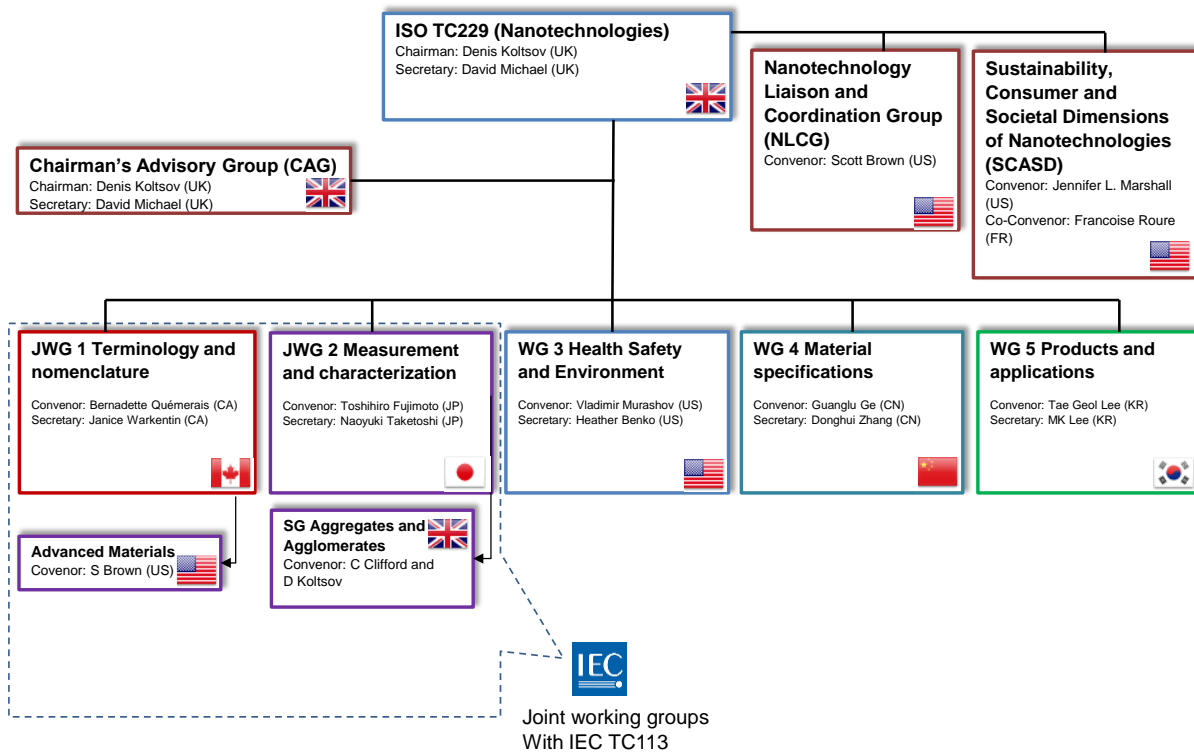 ISO TC229 (Nanotechnologies)
Chairman: Denis Koltsov (UK)
Secretary: David Michael (UK)
Nanotechnology
Liaison and
Coordination Group
(NLCG)
Convenor: Scott Brown (US)
Sustainability,
Consumer and
Societal Dimensions
of Nanotechnologies
(SCASD)
Convenor: Jennifer L. Marshall
(US)
Co-Convenor: Francoise Roure
(FR)
Chairman's Advisory Group (CAG)
Chairman: Denis Koltsov (UK)
Secretary: David Michael (UK)
JWG 1 Terminology and
nomenclature
Convenor: Bernadette Quémerais (CA)
Secretary: Janice Warkentin (CA)
JWG 2 Measurement
and characterization
Convenor: Toshihiro Fujimoto (JP)
Secretary: Naoyuki Taketoshi (JP)
WG 3 Health Safety
and Environment
Convenor: Vladimir Murashov (US)
Secretary: Heather Benko (US)
WG 4 Material
specifications
Convenor: Guanglu Ge (CN)
Secretary: Donghui Zhang (CN)
WG 5 Products and
applications
Convenor: Tae Geol Lee (KR)
Secretary: MK Lee (KR)
Advanced Materials
Covenor: S Brown (US)
SG Aggregates and
Agglomerates
Convenor: C Clifford and
D Koltsov
IEC
Joint working groups
With IEC TC113